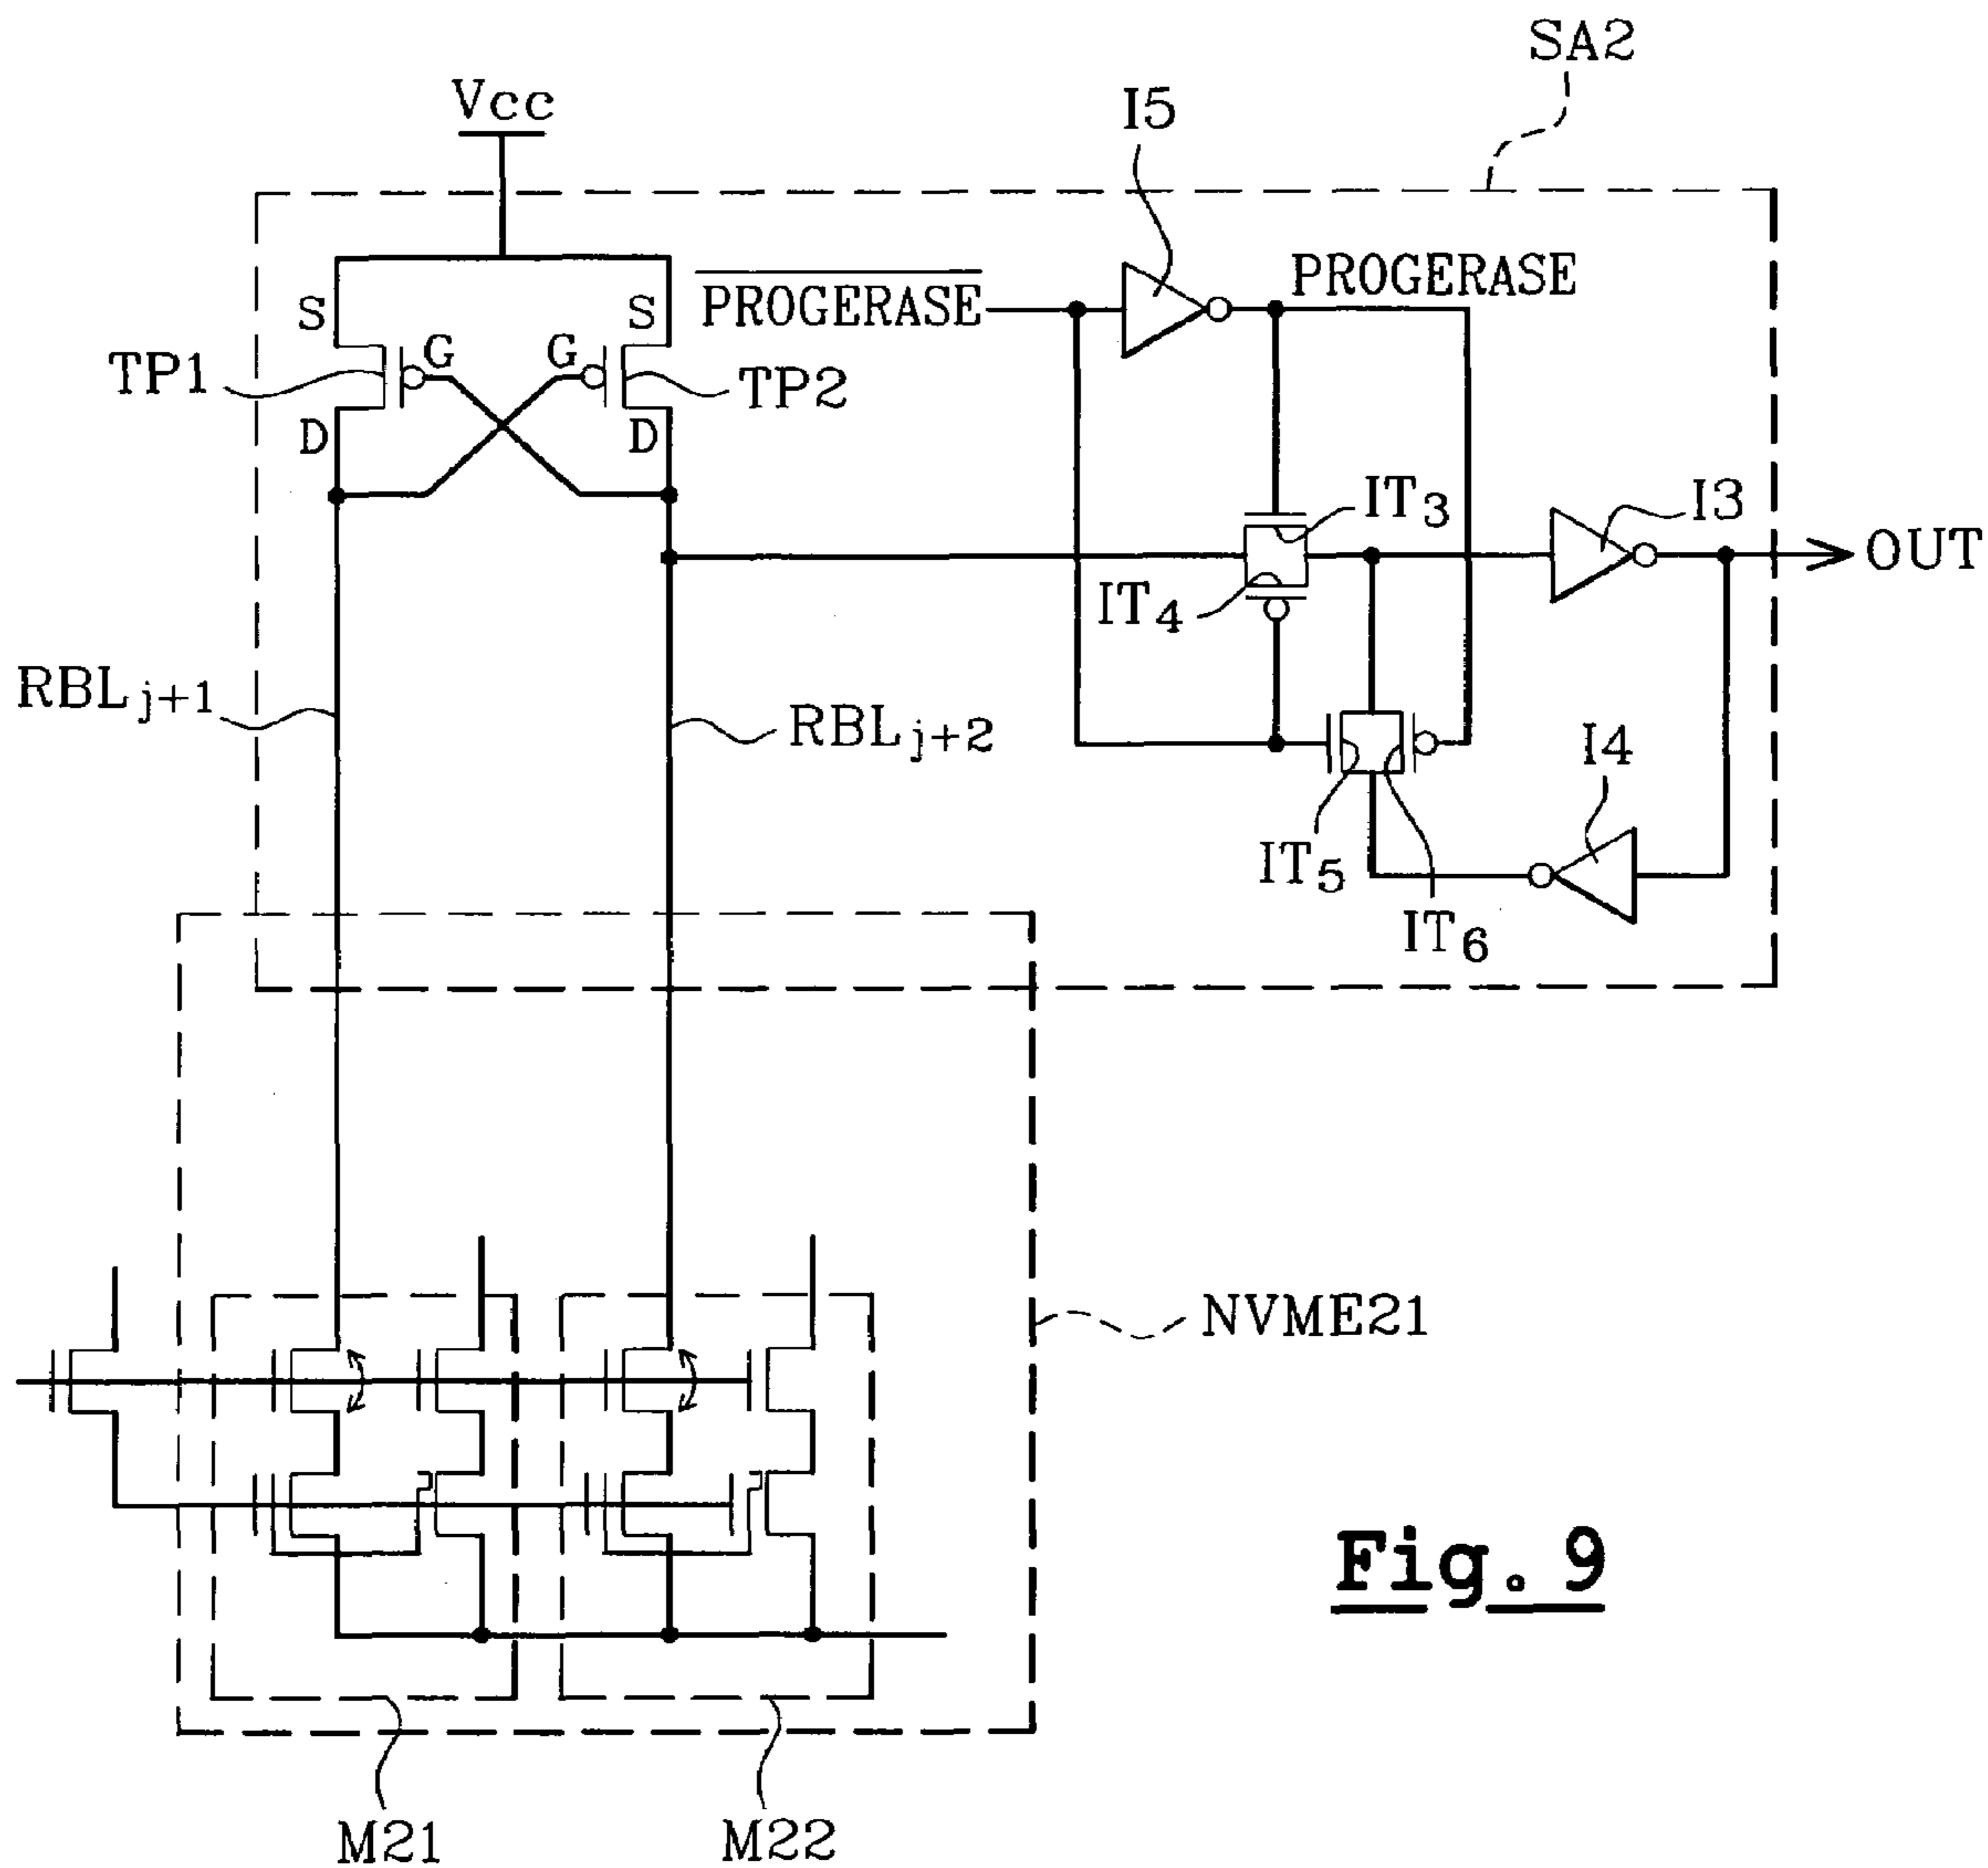 SA2
Vcc
I5
S
S
PROGERASE
PROGERASE
TP1
G
G
TP2
D
D
IT3
I3
OUT
IT4
RBLj+1
RBLj+2
I4
IT5
IT6
NVME21
Fig. 9
M21
M22